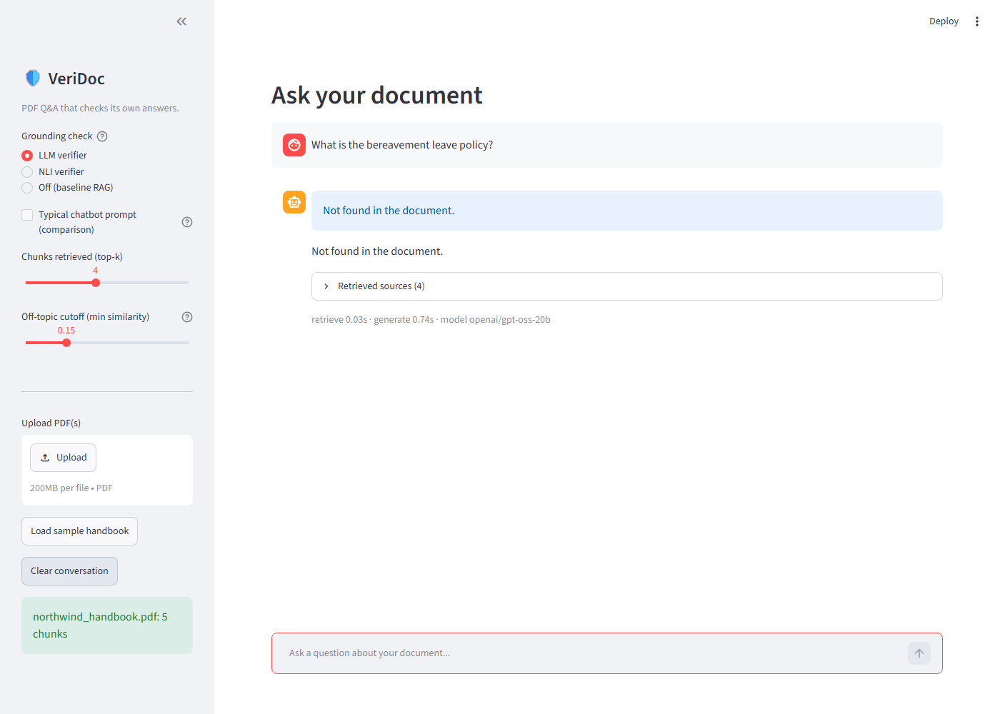 Deploy
VeriDoc
PDF Q&A that checks its own answers.
Grounding check
LLM verifier
NLI verifier
Off (baseline RAG)
Typical chatbot prompt
(comparison)
Chunks retrieved (top-k)
4
Off-topic cutoff (min similarity)
0.15
Upload PDF(s)
Upload
200MB per file • PDF
Load sample handbook
Clear conversation
northwind_handbook.pdf: 5
chunks
Ask your document
What is the bereavement leave policy?
Not found in the document.
Not found in the document.
Retrieved sources (4)
retrieve 0.03s · generate 0.74s · model openai/gpt-oss-20b
Ask a question about your document...